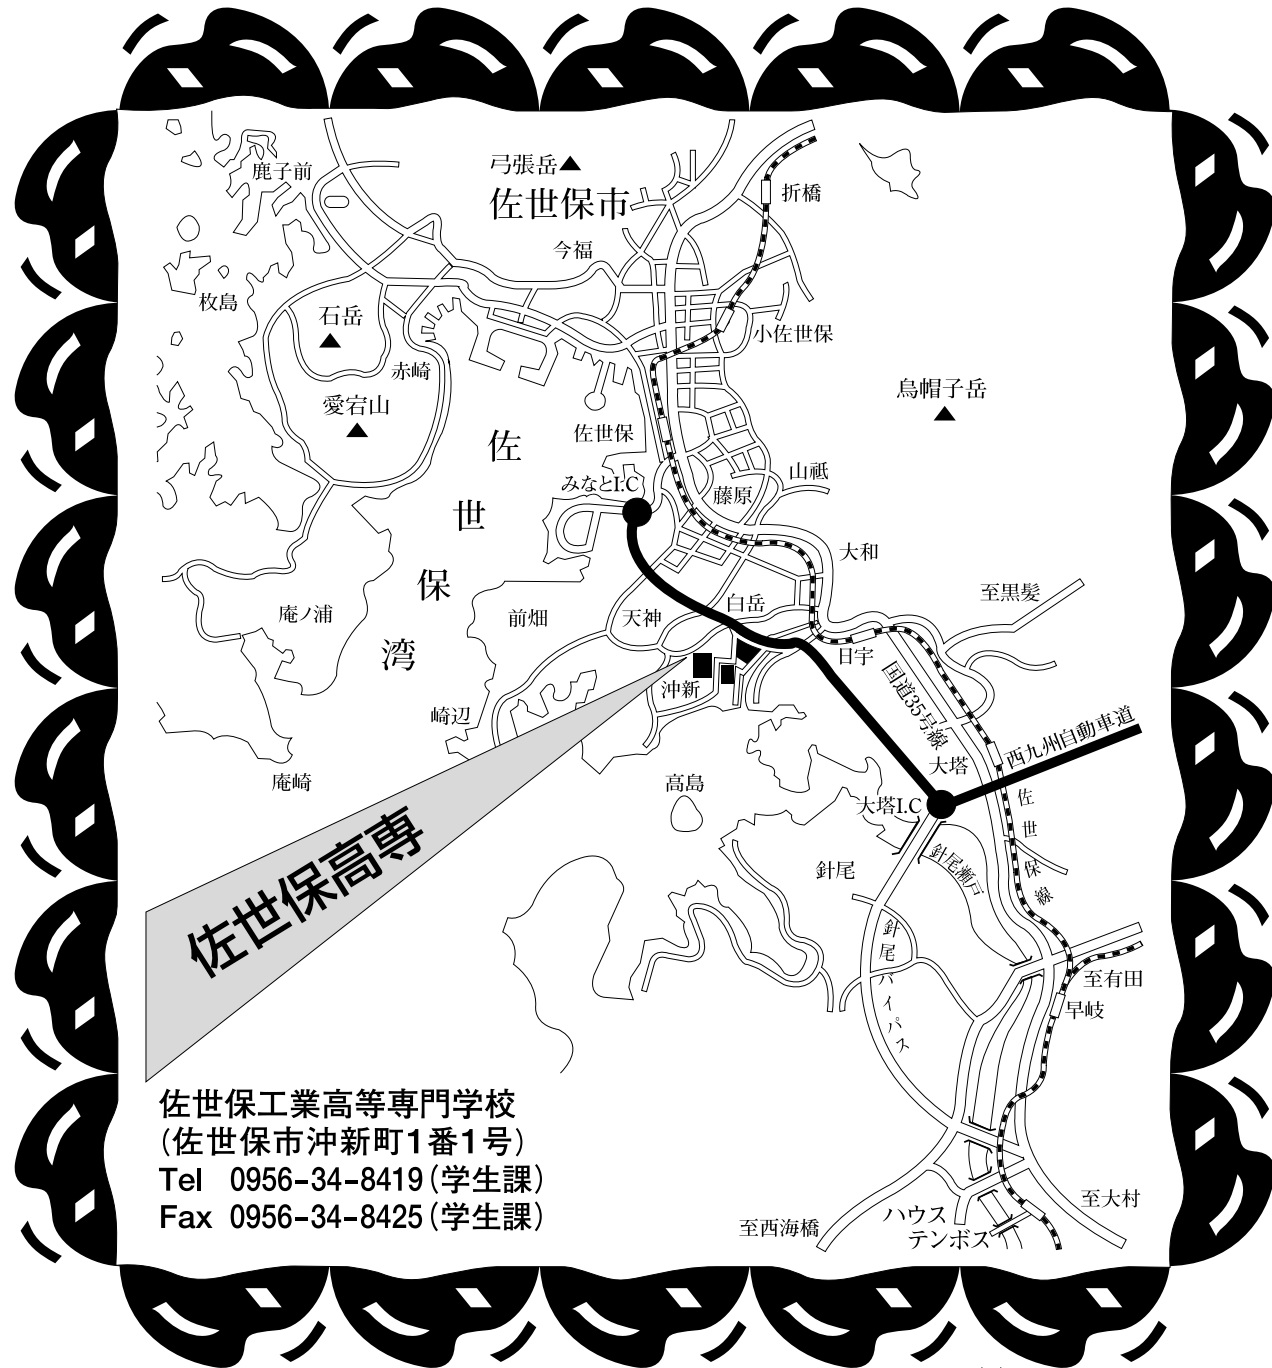 鹿子前
弓張岳
佐世保市
折橋
今福
枚島
石岳
小佐世保
赤崎
烏帽子岳
愛宕山
佐世保
佐世保湾
山祇
みなとI.C
藤原
大和
至黒髪
白岳
庵ノ浦
前畑
天神
日宇
沖新
国道35号線
崎辺
西九州自動車道
大塔
庵崎
高島
大塔I.C
佐世保線
佐世保高専
針尾瀬戸
針尾
針尾バイパス
至有田
早岐
佐世保工業高等専門学校
(佐世保市沖新町1番1号)
Tel 0956-34-8419(学生課)
Fax 0956-34-8425(学生課)
至大村
ハウス
テンボス
至西海橋